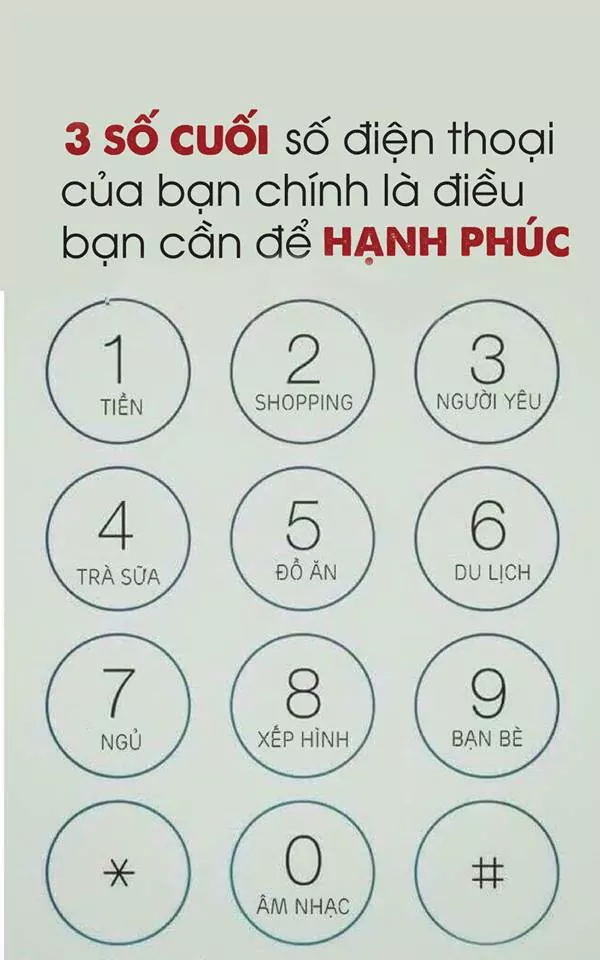 3 SỐ CUỐI số điện thoại
của bạn chính là điều
bạn cần để HẠNH PHÚC
1 2 3
TIỀN SHOPPING NGƯỜI YÊU
4 5 6
TRÀ SỮA ĐỒ ĂN DU LỊCH
7 8 9
NGỦ XẾP HÌNH BẠN BÈ
* 0 #
ÂM NHẠC